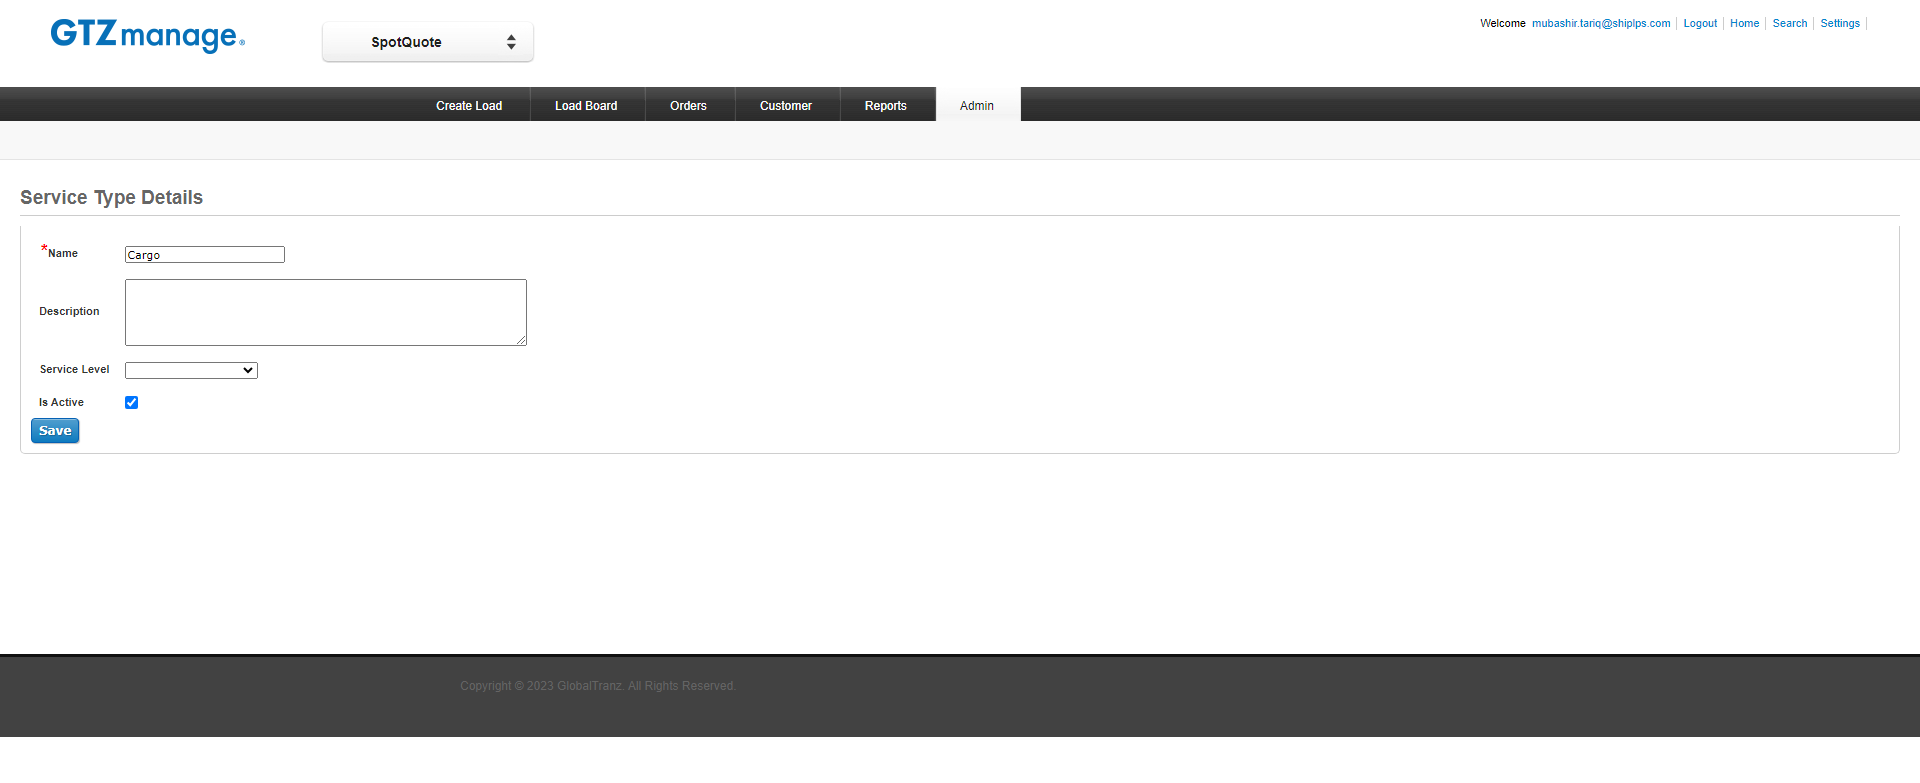 GTZmanage®
SpotQuote
Welcome mubashir.tariq@shiplps.com Logout Home Search Settings
Create Load Load Board Orders Customer Reports Admin
Service Type Details
*Name Cargo
Description
Service Level
Is Active
Save
Copyright © 2023 GlobalTranz. All Rights Reserved.